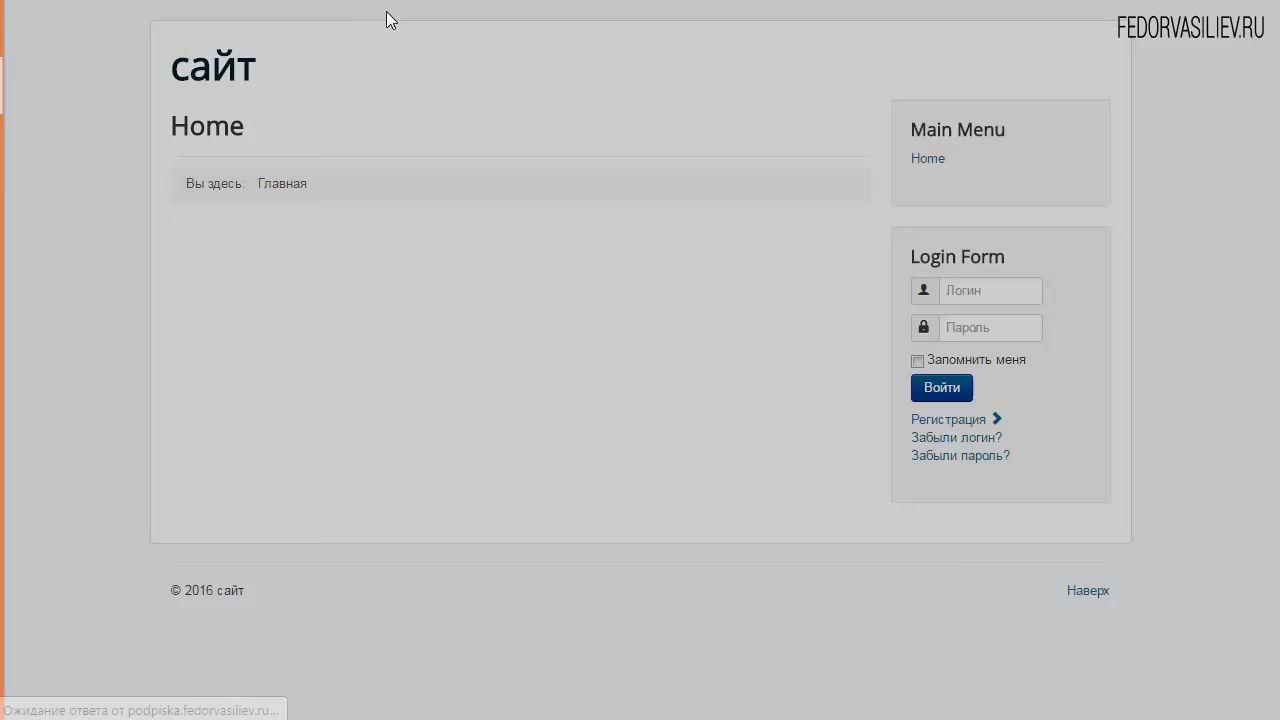 FEDORVASILIEV.RU
сайт
Home
Вы здесь: Главная
Main Menu
Home
Login Form
Логин
Пароль
Запомнить меня
Войти
Регистрация
Забыли логин?
Забыли пароль?
© 2016 сайт
Наверх
Ожидание ответа от podpiska.fedorvasiliev.ru...